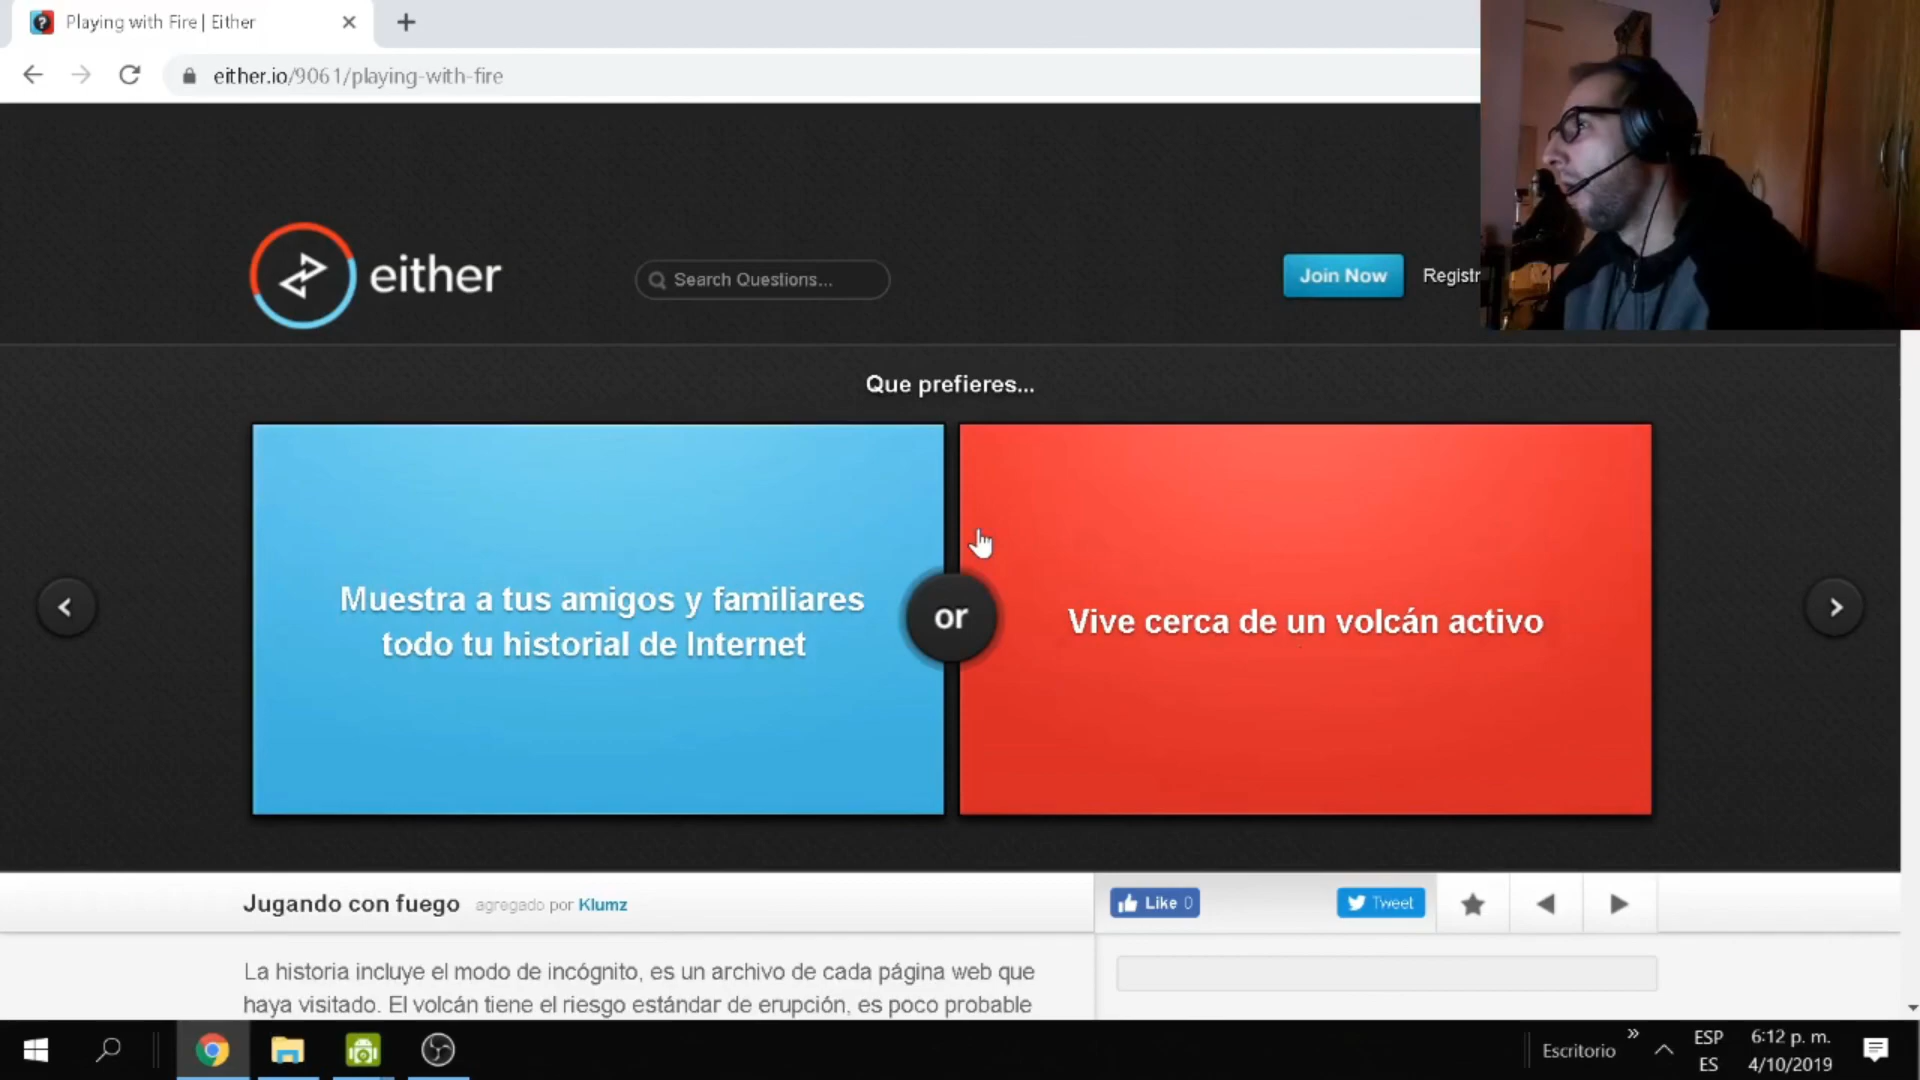 Playing with Fire | Either
either.io/9061/playing-with-fire
either
Search Questions...
Join Now
Registr
Que prefieres...
Muestra a tus amigos y familiares
todo tu historial de Internet
or
Vive cerca de un volcán activo
Jugando con fuego agregado por Klumz
Like 0
Tweet
La historia incluye el modo de incógnito, es un archivo de cada página web que
haya visitado. El volcán tiene el riesgo estándar de erupción, es poco probable
Escritorio
ESP
ES
6:12 p. m.
4/10/2019